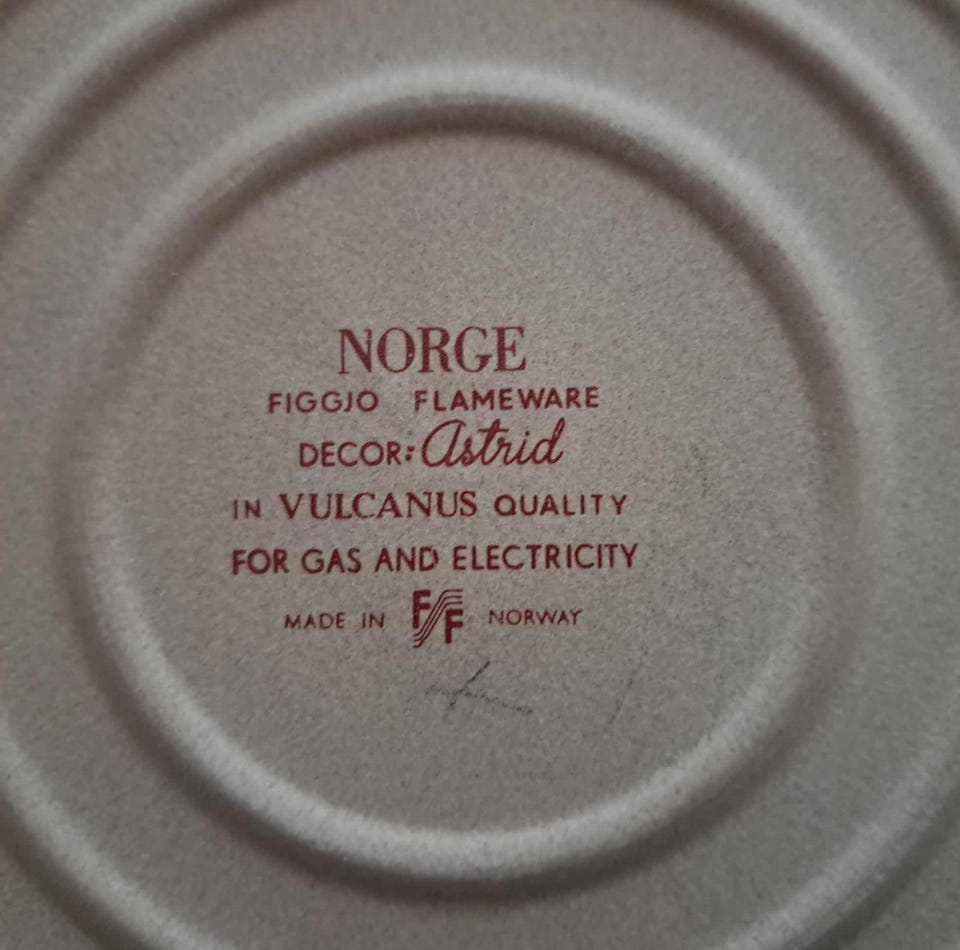 NORGE
FIGGJO FLAMEWARE
DECOR: Astrid
IN VULCANUS QUALITY
FOR GAS AND ELECTRICITY
MADE IN FF NORWAY